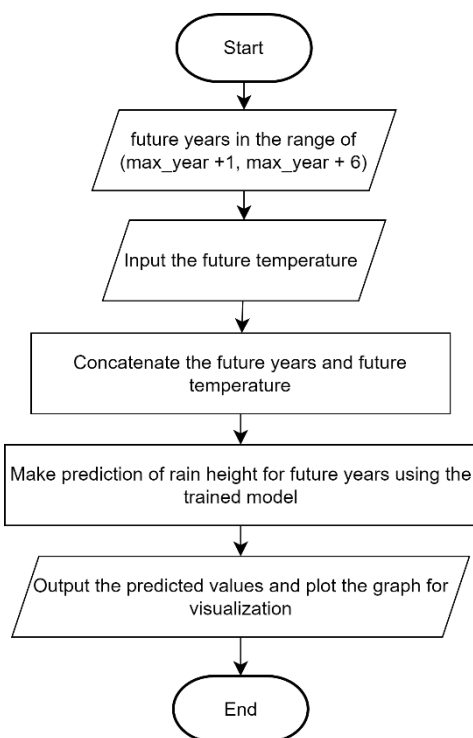 Start
future years in the range of
(max_year +1, max_year + 6)
Input the future temperature
Concatenate the future years and future
temperature
Make prediction of rain height for future years using the
trained model
Output the predicted values and plot the graph for
visualization
End